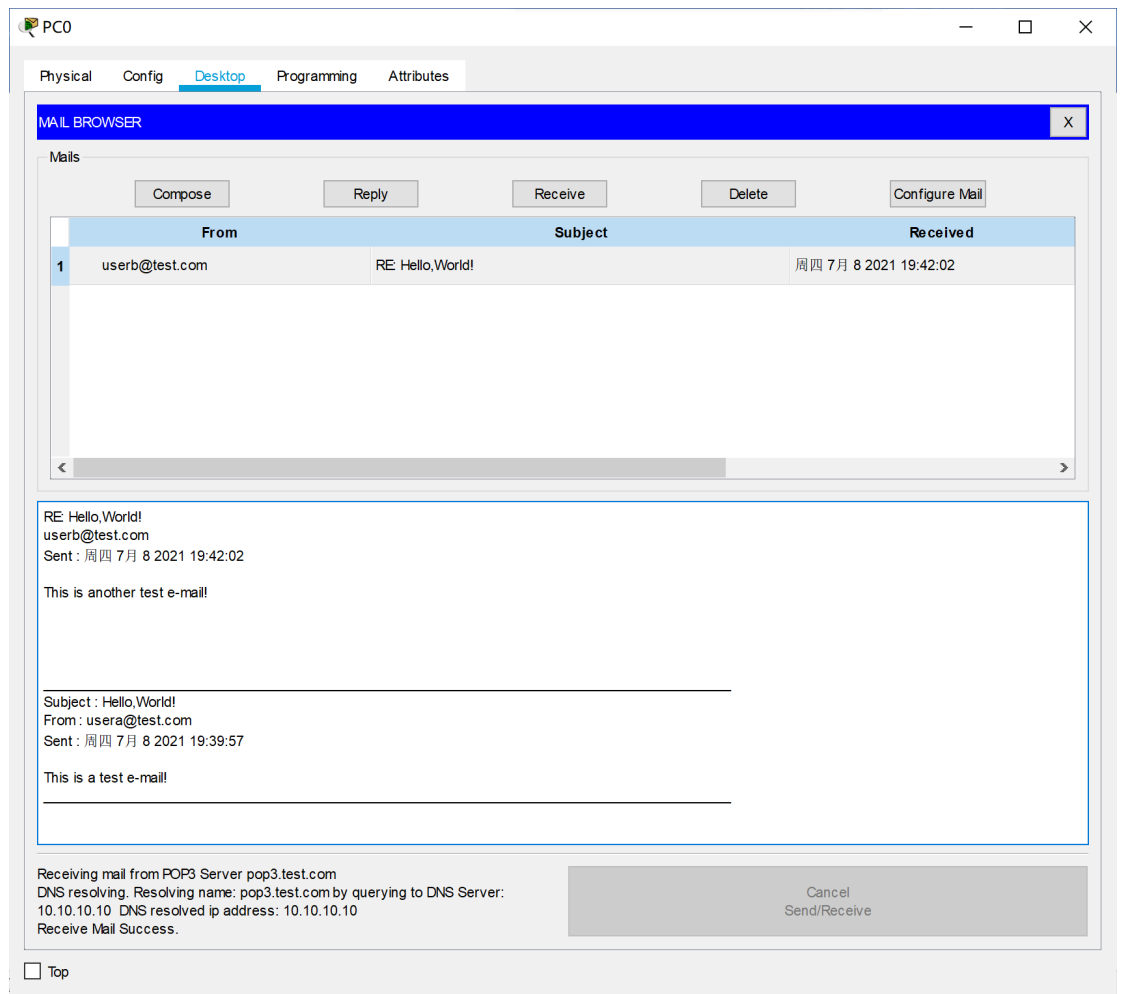 PC0
Physical Config Desktop Programming Attributes
MAIL BROWSER X
Mails
Compose Reply Receive Delete Configure Mail
From Subject Received
1 userb@test.com RE: Hello,World! 周四 7月 8 2021 19:42:02
RE: Hello,World!
userb@test.com
Sent : 周四 7月 8 2021 19:42:02
This is another test e-mail!
Subject : Hello,World!
From : usera@test.com
Sent : 周四 7月 8 2021 19:39:57
This is a test e-mail!
Receiving mail from POP3 Server pop3.test.com
DNS resolving. Resolving name: pop3.test.com by querying to DNS Server:
10.10.10.10 DNS resolved ip address: 10.10.10.10
Receive Mail Success.
Cancel
Send/Receive
Top